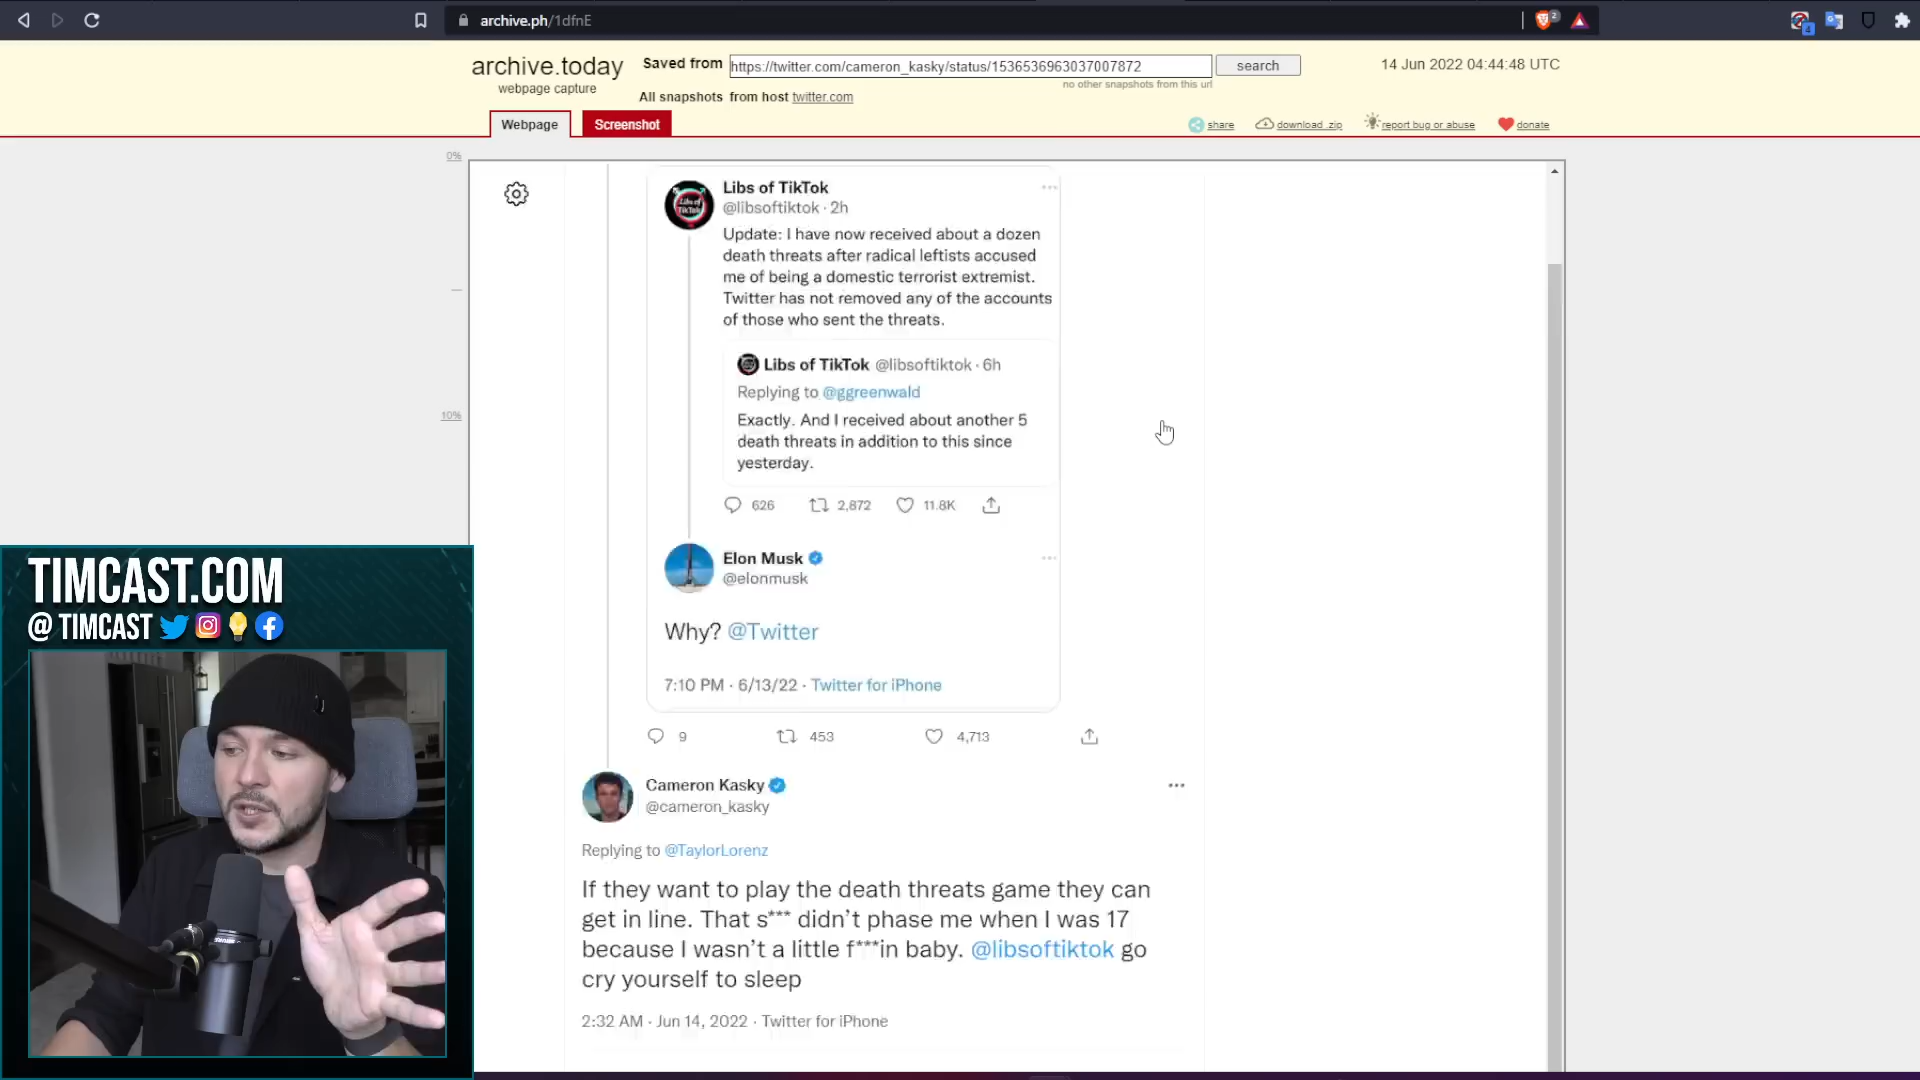 archive.ph/1dfnE
2
4
archive.today
webpage capture
Saved from
https://twitter.com/cameron_kasky/status/1536536963037007872
search
no other snapshots from this url
14 Jun 2022 04:44:48 UTC
All snapshots from host twitter.com
Webpage
Screenshot
share
download .zip
report bug or abuse
donate
0%
10%
Libs of TikTok
@libsoftiktok · 2h
Update: I have now received about a dozen
death threats after radical leftists accused
me of being a domestic terrorist extremist.
Twitter has not removed any of the accounts
of those who sent the threats.
Libs of TikTok @libsoftiktok · 6h
Replying to @ggreenwald
Exactly. And I received about another 5
death threats in addition to this since
yesterday.
626 2,872 11.8K
Elon Musk
@elonmusk
Why? @Twitter
7:10 PM · 6/13/22 · Twitter for iPhone
9 453 4,713
Cameron Kasky
@cameron_kasky
Replying to @TaylorLorenz
If they want to play the death threats game they can
get in line. That s*** didn't phase me when I was 17
because I wasn't a little f***in baby. @libsoftiktok go
cry yourself to sleep
2:32 AM · Jun 14, 2022 · Twitter for iPhone
TIMCAST.COM
@ TIMCAST